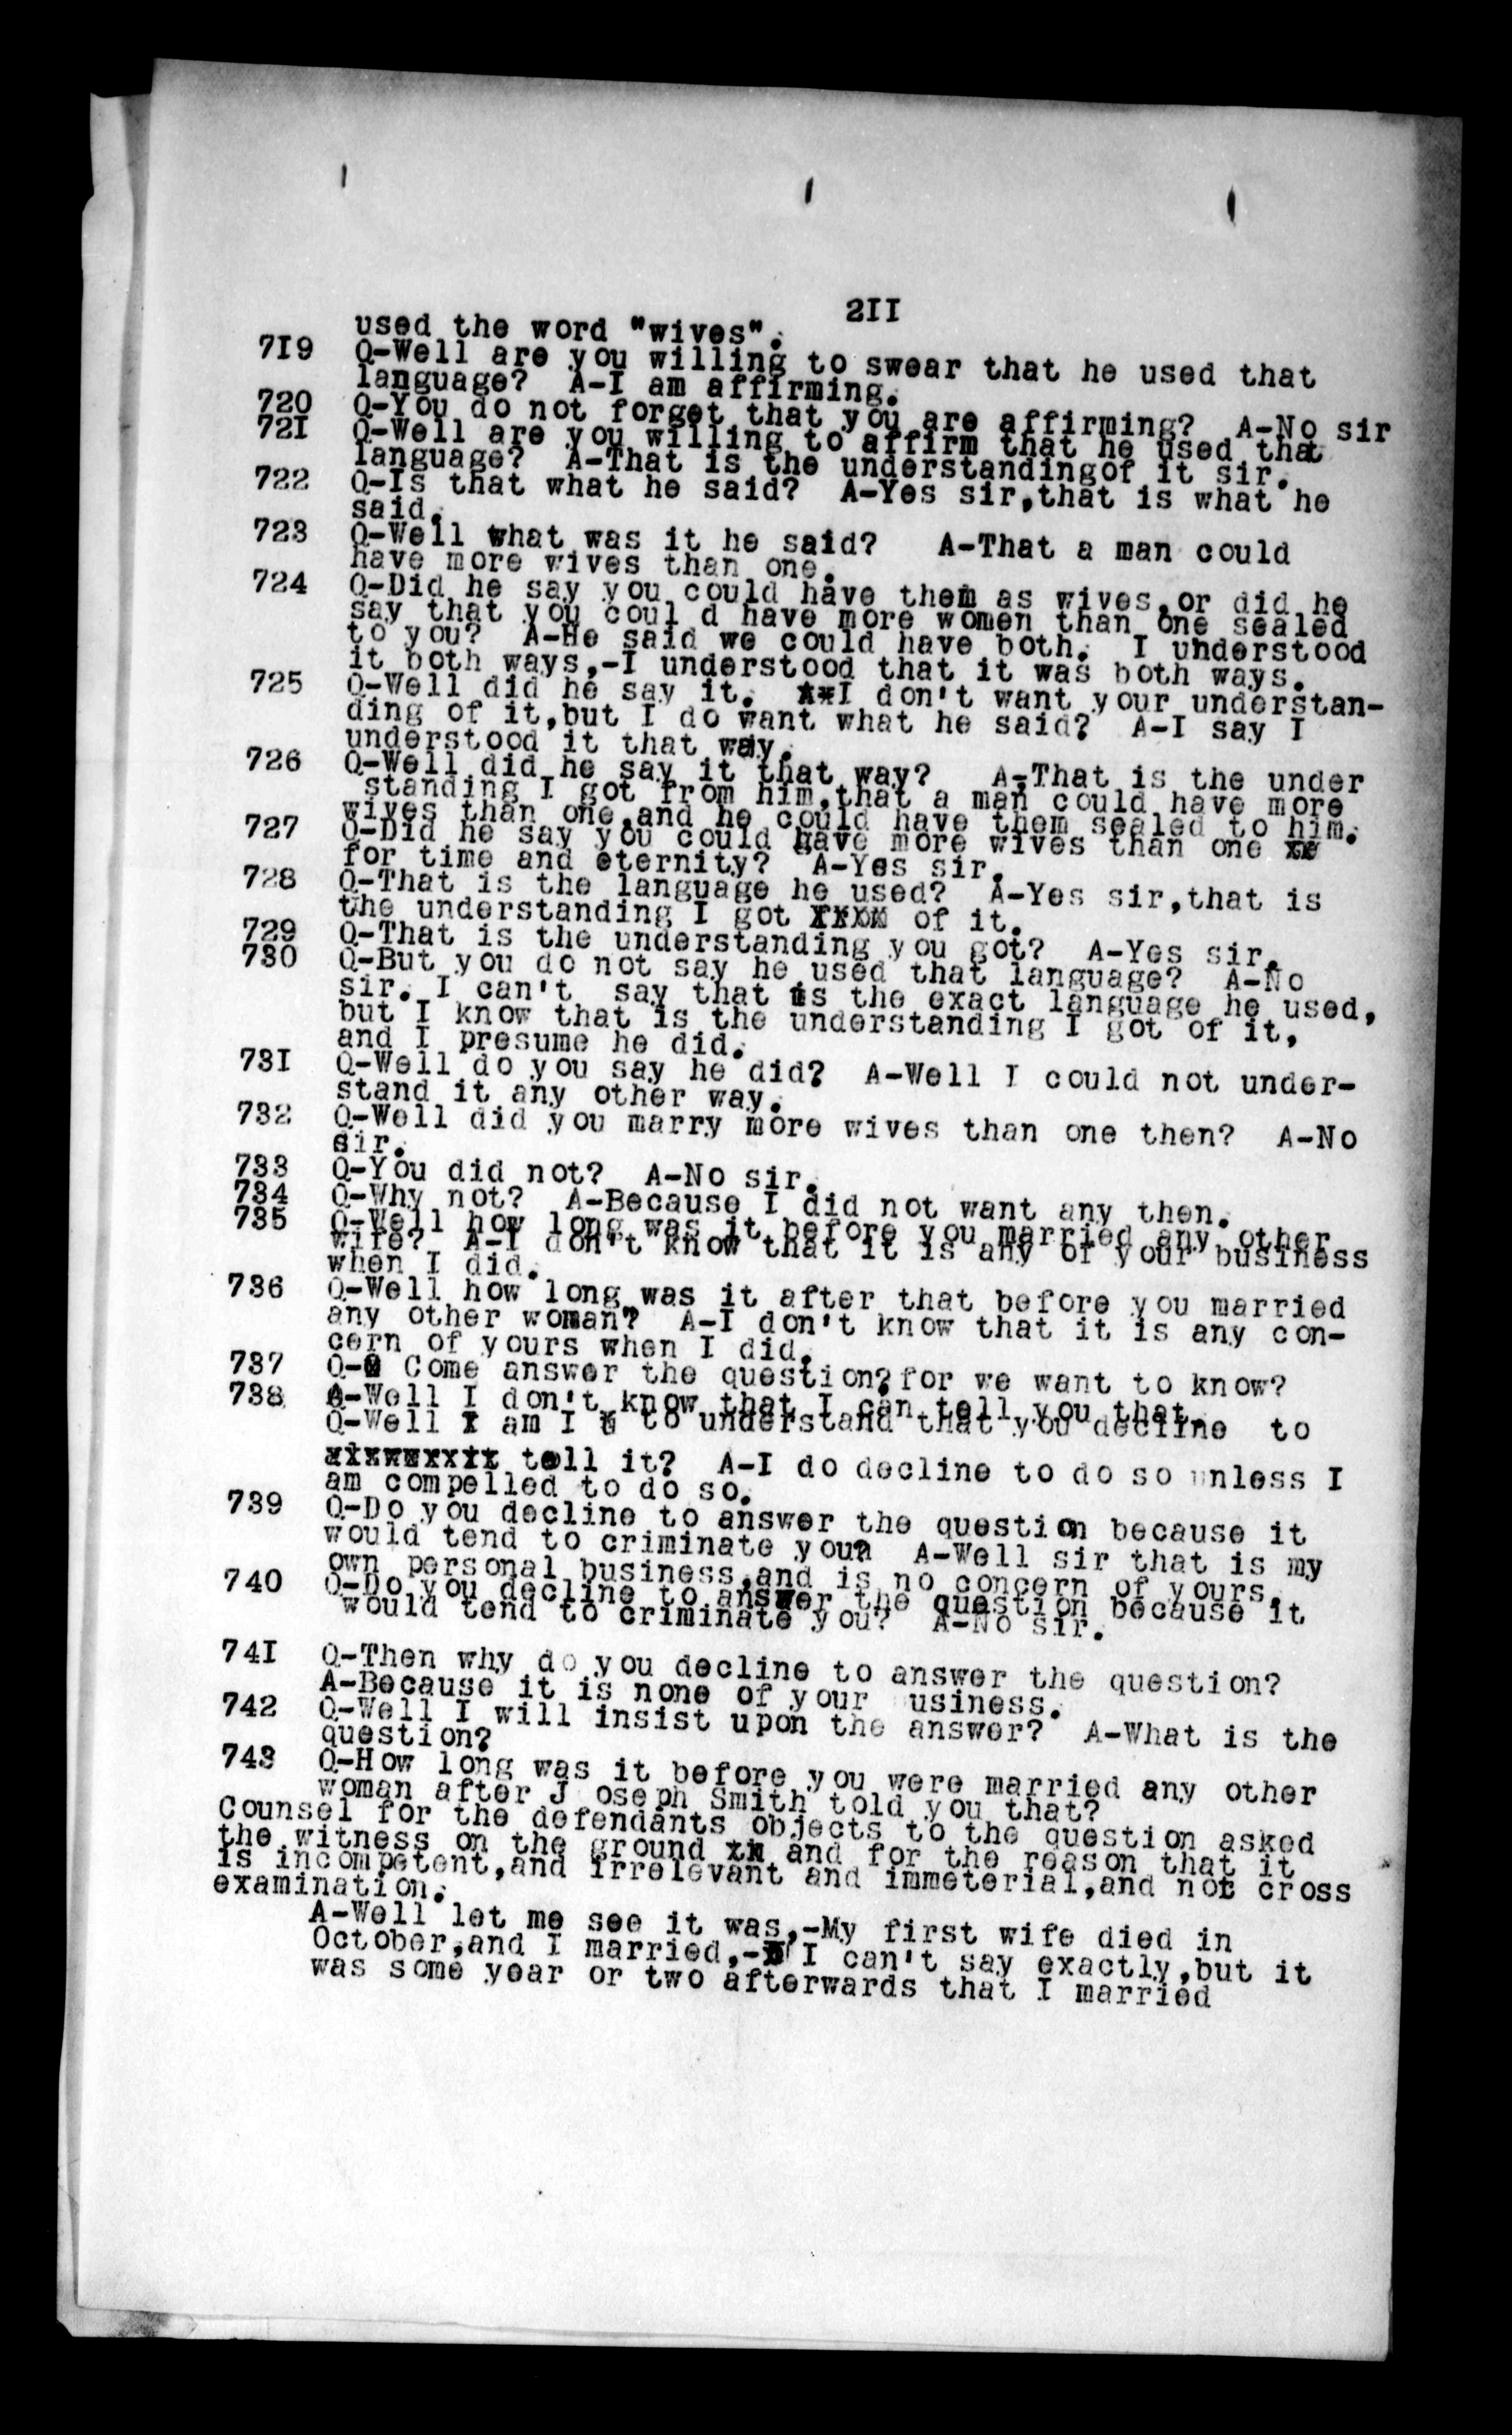 211
used the word "wives".
719 Q-Well are you willing to swear that he used that
language? A-I am affirming.
720 Q-You do not forget that you are affirming? A-No sir
721 Q-Well are you willing to affirm that he used that
language? A-That is the understandingof it sir.
722 Q-Is that what he said? A-Yes sir,that is what he
said.
723 Q-Well what was it he said? A-That a man could
have more wives than one.
724 Q-Did he say you could have them as wives,or did he
say that you coul d have more women than one sealed
to you? A-He said we could have both. I understood
it both ways,-I understood that it was both ways.
725 Q-Well did he say it. I don't want your understan-
ding of it,but I do want what he said? A-I say I
understood it that way.
726 Q-Well did he say it that way? A-That is the under
standing I got from him,that a man could have more
wives than one,and he could have them sealed to him.
727 Q-Did he say you could have more wives than one
for time and eternity? A-Yes sir.
728 Q-That is the language he used? A-Yes sir,that is
the understanding I got of it.
729 Q-That is the understanding you got? A-Yes sir.
730 Q-But you do not say he used that language? A-No
sir. I can't say that is the exact language he used,
but I know that is the understanding I got of it,
and I presume he did.
731 Q-Well do you say he did? A-Well I could not under-
stand it any other way.
732 Q-Well did you marry more wives than one then? A-No
sir.
733 Q-You did not? A-No sir.
734 Q-Why not? A-Because I did not want any then.
735 Q-Well how long was it before you married any other
wife? A-I don't know that it is any of your business
when I did.
736 Q-Well how long was it after that before you married
any other woman? A-I don't know that it is any con-
cern of yours when I did.
737 Q- Come answer the question?for we want to know?
A-Well I don't know that I can tell you that.
738 Q-Well am I to understand that you decline to
tell it? A-I do decline to do so unless I
am compelled to do so.
739 Q-Do you decline to answer the question because it
would tend to criminate you? A-Well sir that is my
own personal business,and is no concern of yours.
740 Q-Do you decline to answer the question because it
would tend to criminate you? A-No sir.
741 Q-Then why do you decline to answer the question?
A-Because it is none of your usiness.
742 Q-Well I will insist upon the answer? A-What is the
question?
743 Q-How long was it before you were married any other
woman after J oseph Smith told you that?
Counsel for the defendants objects to the question asked
the witness on the ground and for the reason that it
is incompetent,and irrelevant and immeterial,and not cross
examination.
A-Well let me see it was,-My first wife died in
October,and I married,- I can't say exactly,but it
was some year or two afterwards that I married